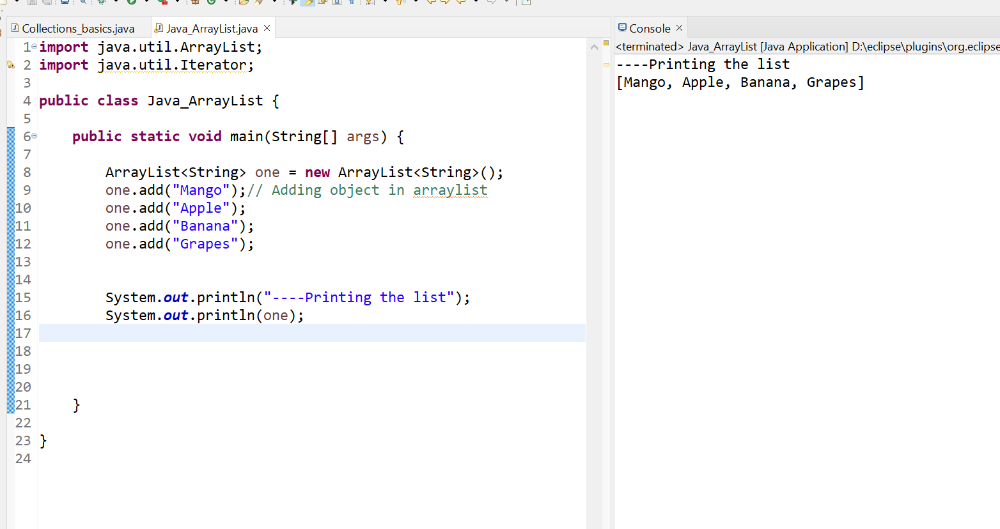 Collections_basics.java
Java_ArrayList.java
1 import java.util.ArrayList;
2 import java.util.Iterator;
3
4 public class Java_ArrayList {
5
6 public static void main(String[] args) {
7
8 ArrayList<String> one = new ArrayList<String>();
9 one.add("Mango");// Adding object in arraylist
10 one.add("Apple");
11 one.add("Banana");
12 one.add("Grapes");
13
14
15 System.out.println("----Printing the list");
16 System.out.println(one);
17
18
19
20
21 }
22
23 }
24
Console
<terminated> Java_ArrayList [Java Application] D:\eclipse\plugins\org.eclipse
----Printing the list
[Mango, Apple, Banana, Grapes]